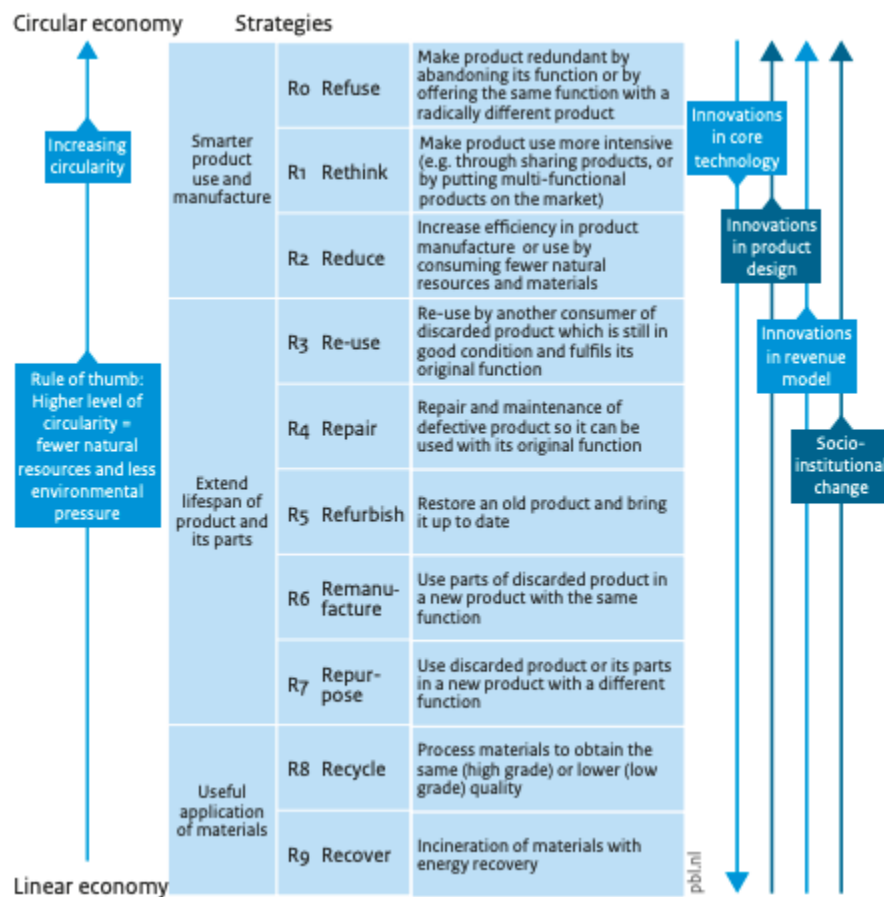 Circular economy
Strategies
Increasing
circularity
Rule of thumb:
Higher level of
circularity =
fewer natural
resources and less
environmental
pressure
Linear economy
Smarter
product
use and
manufacture
R0 Refuse
Make product redundant by
abandoning its function or by
offering the same function with a
radically different product
R1 Rethink
Make product use more intensive
(e.g. through sharing products, or
by putting multi-functional
products on the market)
R2 Reduce
Increase efficiency in product
manufacture or use by
consuming fewer natural
resources and materials
Extend
lifespan of
product and
its parts
R3 Re-use
Re-use by another consumer of
discarded product which is still in
good condition and fulfils its
original function
R4 Repair
Repair and maintenance of
defective product so it can be
used with its original function
R5 Refurbish
Restore an old product and bring
it up to date
R6 Remanu-
facture
Use parts of discarded product in
a new product with the same
function
R7 Repur-
pose
Use discarded product or its parts
in a new product with a different
function
Useful
application
of materials
R8 Recycle
Process materials to obtain the
same (high grade) or lower (low
grade) quality
R9 Recover
Incineration of materials with
energy recovery
Innovations
in core
technology
Innovations
in product
design
Innovations
in revenue
model
Socio-
institutional
change
pbl.nl